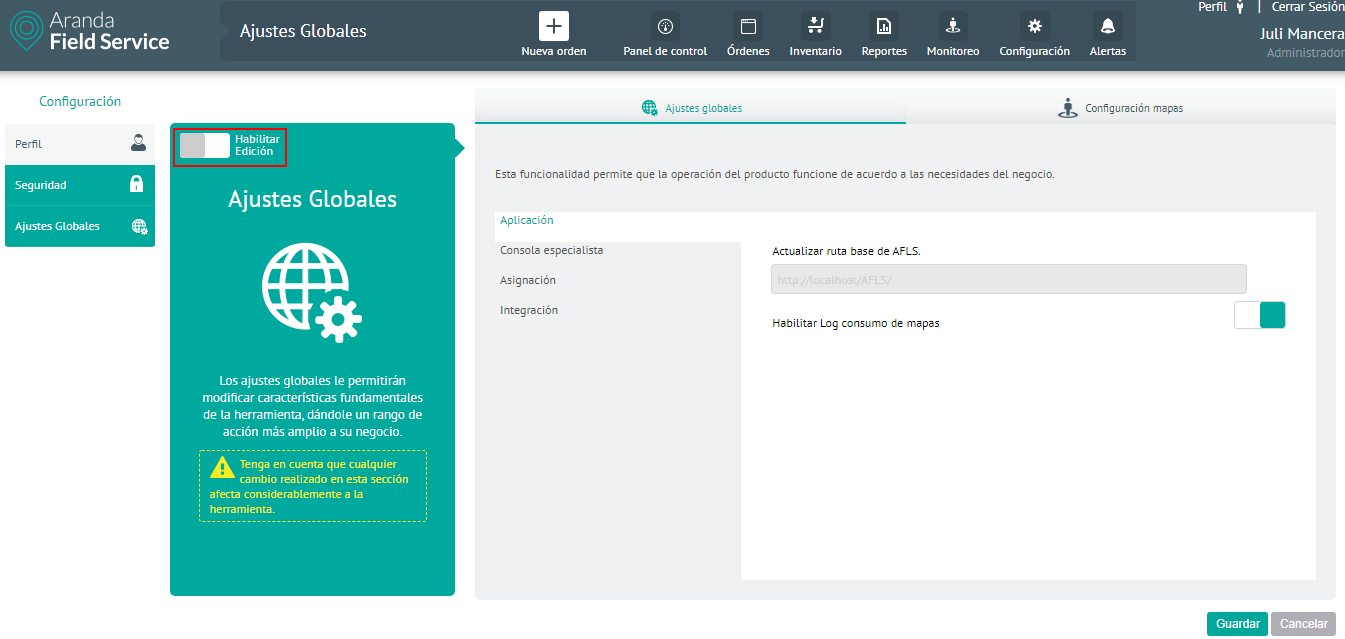 Aranda
Field Service
Ajustes Globales
Nueva orden
Panel de control
Órdenes
Inventario
Reportes
Monitoreo
Configuración
Alertas
Perfil | Cerrar Sesión
Juli Mancera
Administrador
Configuración
Perfil
Seguridad
Ajustes Globales
Habilitar
Edición
Ajustes Globales
Los ajustes globales le permitirán
modificar características fundamentales
de la herramienta, dándole un rango de
acción más amplio a su negocio.
Tenga en cuenta que cualquier
cambio realizado en esta sección
afecta considerablemente a la
herramienta.
Ajustes globales
Configuración mapas
Esta funcionalidad permite que la operación del producto funcione de acuerdo a las necesidades del negocio.
Aplicación
Consola especialista
Asignación
Integración
Actualizar ruta base de AFLS.
http://localhost/AFLS/
Habilitar Log consumo de mapas
Guardar
Cancelar